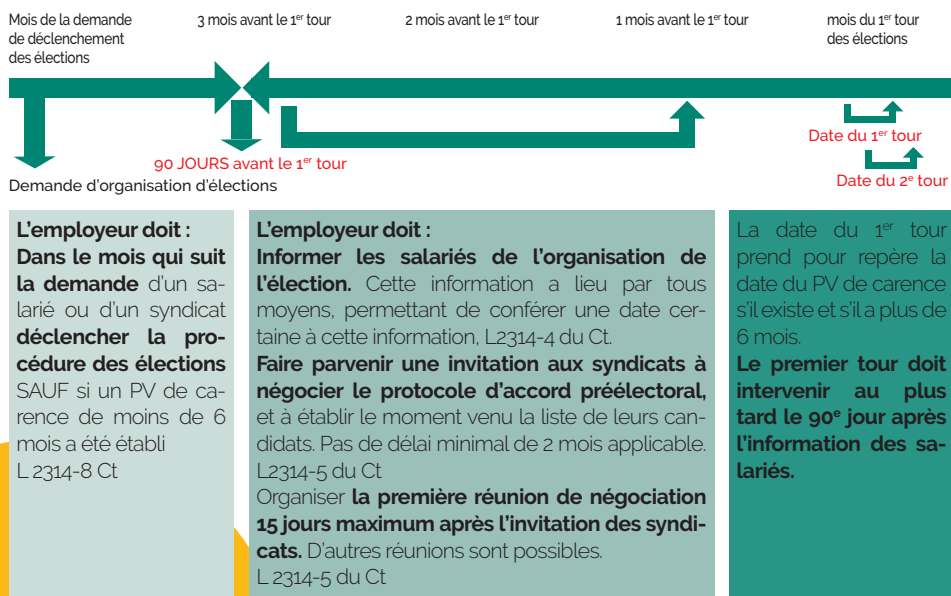 Mois de la demande
de déclenchement
des élections
3 mois avant le 1er tour
2 mois avant le 1er tour
1 mois avant le 1er tour
mois du 1er tour
des élections
90 JOURS avant le 1er tour
Demande d'organisation d'élections
Date du 1er tour
Date du 2e tour
L'employeur doit :
Dans le mois qui suit
la demande d'un sa-
larié ou d'un syndicat
déclencher la pro-
cédure des élections
SAUF si un PV de ca-
rence de moins de 6
mois a été établi
L 2314-8 Ct
L'employeur doit :
Informer les salariés de l'organisation de
l'élection. Cette information a lieu par tous
moyens, permettant de conférer une date cer-
taine à cette information, L2314-4 du Ct.
Faire parvenir une invitation aux syndicats à
négocier le protocole d'accord préélectoral,
et à établir le moment venu la liste de leurs can-
didats. Pas de délai minimal de 2 mois applicable.
L2314-5 du Ct
Organiser la première réunion de négociation
15 jours maximum après l'invitation des syndi-
cats. D'autres réunions sont possibles.
L 2314-5 du Ct
La date du 1er tour
prend pour repère la
date du PV de carence
s'il existe et s'il a plus de
6 mois.
Le premier tour doit
intervenir au plus
tard le 90e jour après
l'information des sa-
lariés.